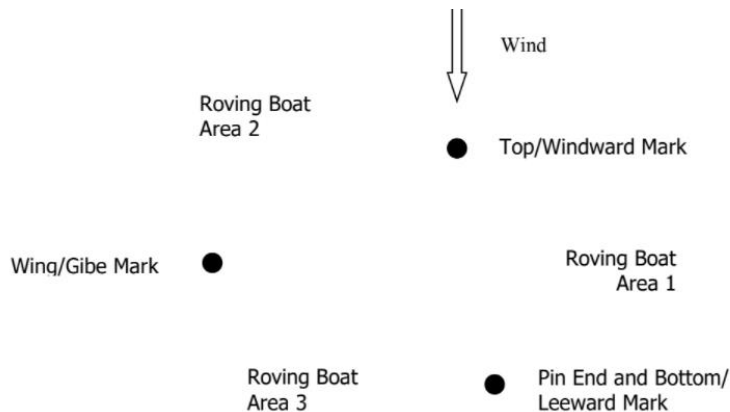 Wind
Roving Boat
Area 2
Top/Windward Mark
Wing/Gibe Mark
Roving Boat
Area 1
Roving Boat
Area 3
Pin End and Bottom/
Leeward Mark